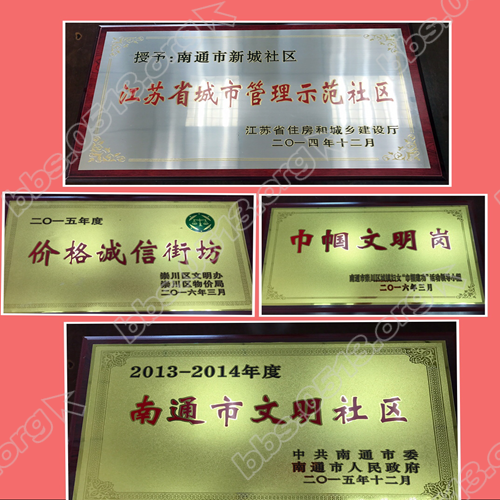 授予:南通市新城社区
江苏省城市管理示范社区
江苏省住房和城乡建设厅
二〇一四年十二月
二〇一五年度
价格诚信街坊
崇川区文明办
崇川区物价局
二〇一六年三月
巾帼文明岗
二〇一六年三月
2013-2014年度
南通市文明社区
中共南通市委
南通市人民政府
二〇一五年十二月
bbs.0513.org